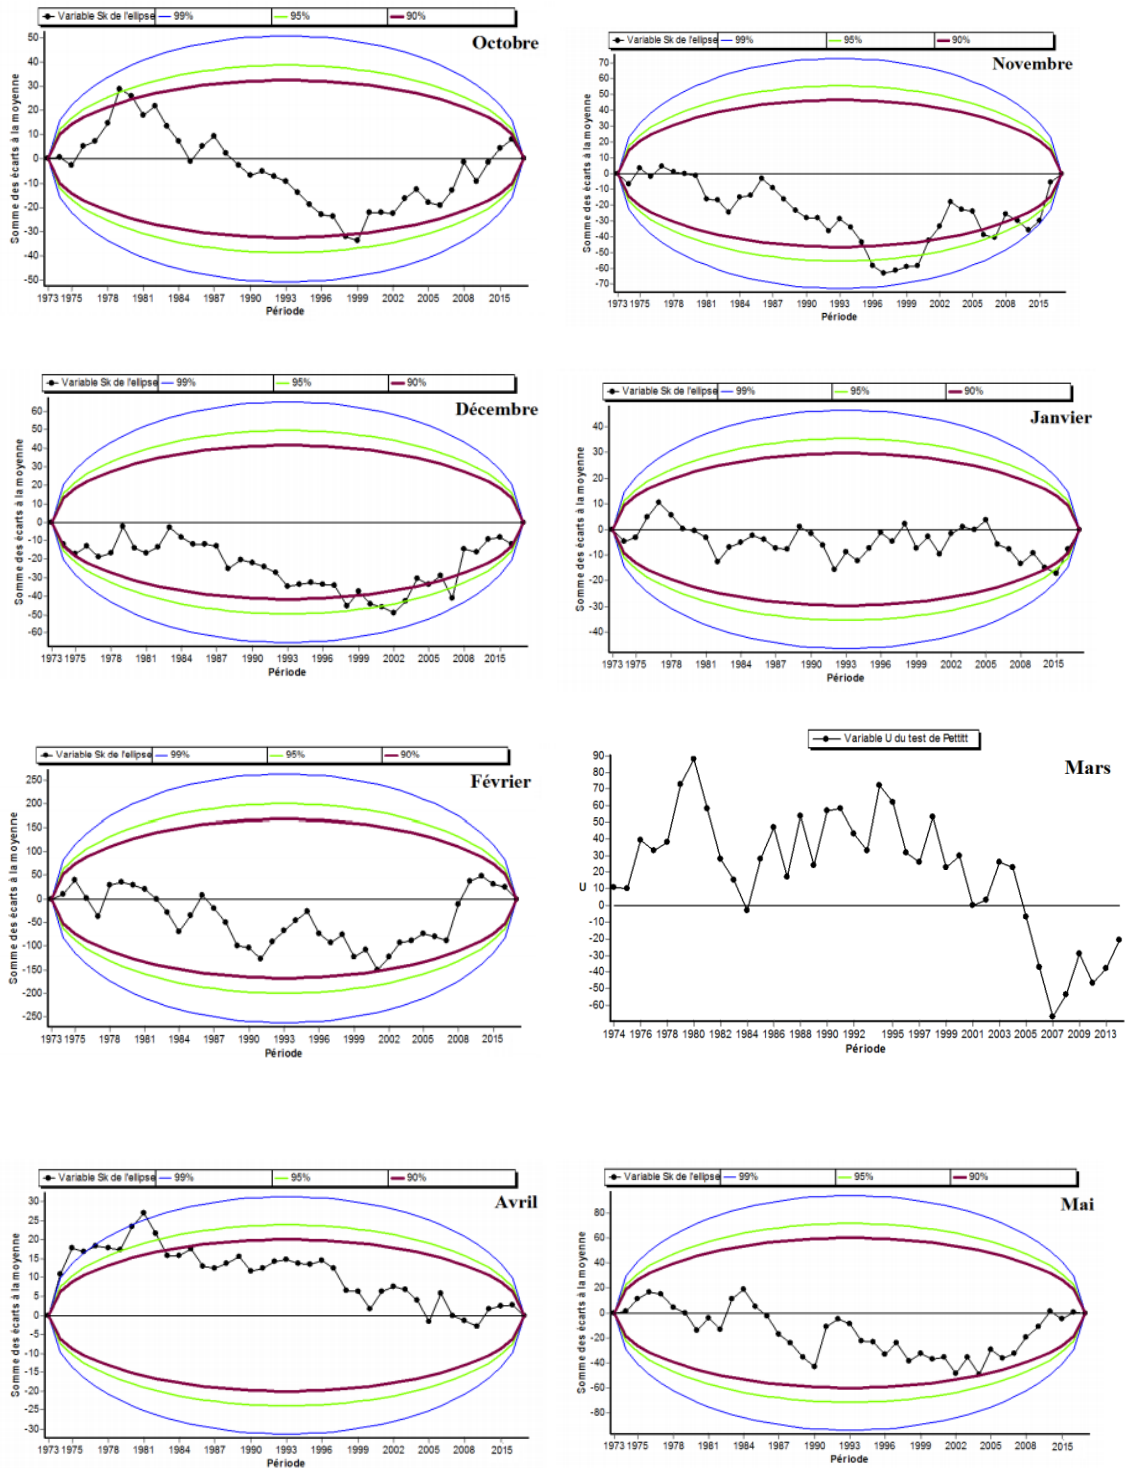 Variable Sk de l'ellipse 99% 95% 90%
Octobre
Somme des écarts à la moyenne
50
40
30
20
10
0
-10
-20
-30
-40
-50
1973 1975 1978 1981 1984 1987 1990 1993 1996 1999 2002 2005 2008 2015
Période
Variable Sk de l'ellipse 99% 95% 90%
Novembre
Somme des écarts à la moyenne
70
60
50
40
30
20
10
0
-10
-20
-30
-40
-50
-60
-70
1973 1975 1978 1981 1984 1987 1990 1993 1996 1999 2002 2005 2008 2015
Période
Variable Sk de l'ellipse 99% 95% 90%
Décembre
Somme des écarts à la moyenne
60
50
40
30
20
10
0
-10
-20
-30
-40
-50
-60
1973 1975 1978 1981 1984 1987 1990 1993 1996 1999 2002 2005 2008 2015
Période
Variable Sk de l'ellipse 99% 95% 90%
Janvier
Somme des écarts à la moyenne
40
30
20
10
0
-10
-20
-30
-40
1973 1975 1978 1981 1984 1987 1990 1993 1996 1999 2002 2005 2008 2015
Période
Variable Sk de l'ellipse 99% 95% 90%
Février
Somme des écarts à la moyenne
250
200
150
100
50
0
-50
-100
-150
-200
-250
1973 1975 1978 1981 1984 1987 1990 1993 1996 1999 2002 2005 2008 2015
Période
Variable U du test de Pettitt
Mars
U
90
80
70
60
50
40
30
20
10
0
-10
-20
-30
-40
-50
-60
1974 1976 1978 1980 1982 1984 1986 1988 1990 1992 1995 1997 1999 2001 2003 2005 2007 2009 2013
Période
Variable Sk de l'ellipse 99% 95% 90%
Avril
Somme des écarts à la moyenne
30
25
20
15
10
5
0
-5
-10
-15
-20
-25
-30
1973 1975 1978 1981 1984 1987 1990 1993 1996 1999 2002 2005 2008 2015
Période
Variable Sk de l'ellipse 99% 95% 90%
Mai
Somme des écarts à la moyenne
80
60
40
20
0
-20
-40
-60
-80
1973 1975 1978 1981 1984 1987 1990 1993 1996 1999 2002 2005 2008 2015
Période